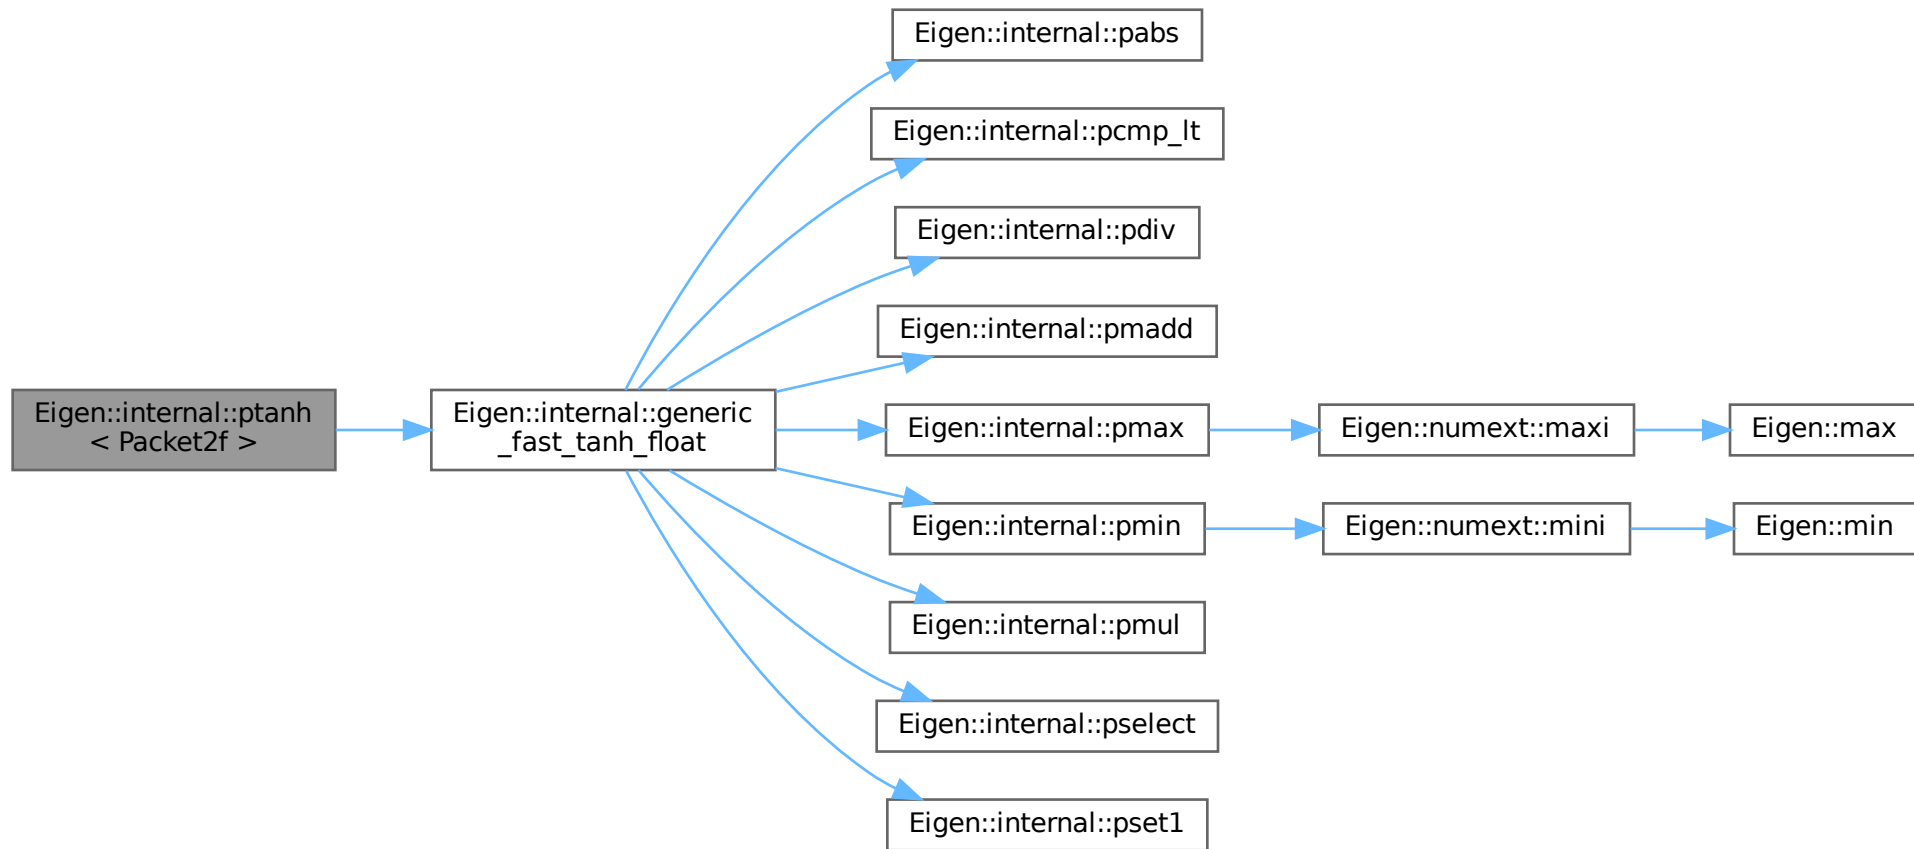 Eigen::internal::ptanh
< Packet2f >
Eigen::internal::generic
_fast_tanh_float
Eigen::internal::pabs
Eigen::internal::pcmp_lt
Eigen::internal::pdiv
Eigen::internal::pmadd
Eigen::internal::pmax
Eigen::numext::maxi
Eigen::max
Eigen::internal::pmin
Eigen::numext::mini
Eigen::min
Eigen::internal::pmul
Eigen::internal::pselect
Eigen::internal::pset1